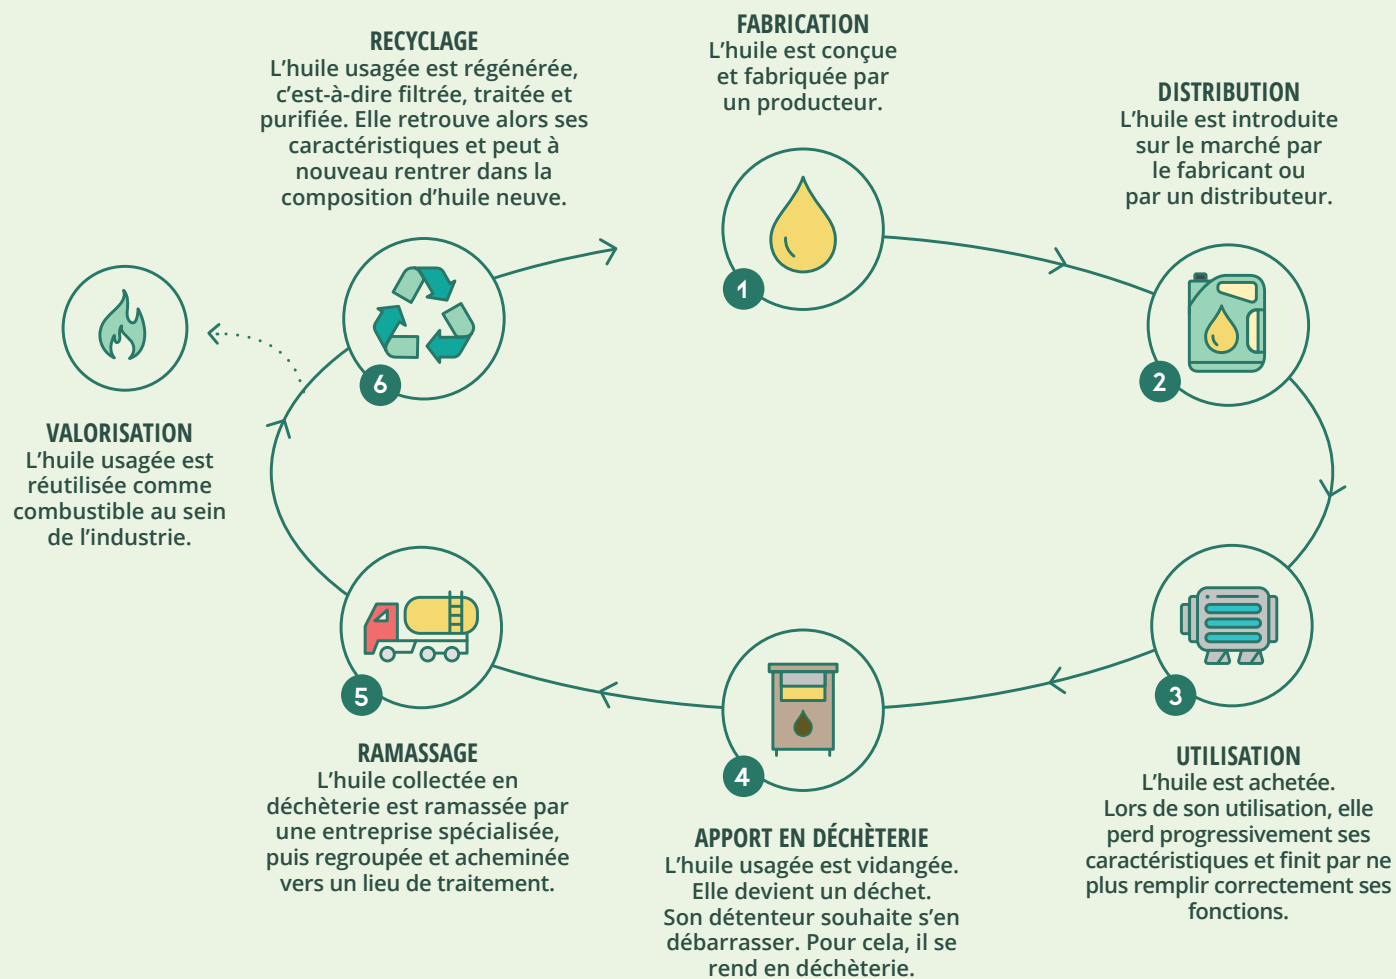 FABRICATION
L’huile est conçue
et fabriquée par
un producteur.
1
DISTRIBUTION
L’huile est introduite
sur le marché par
le fabricant ou
par un distributeur.
2
UTILISATION
L’huile est achetée.
Lors de son utilisation, elle
perd progressivement ses
caractéristiques et finit par ne
plus remplir correctement ses
fonctions.
3
APPORT EN DÉCHÈTERIE
L’huile usagée est vidangée.
Elle devient un déchet.
Son détenteur souhaite s’en
débarrasser. Pour cela, il se
rend en déchèterie.
4
RAMASSAGE
L’huile collectée en
déchèterie est ramassée par
une entreprise spécialisée,
puis regroupée et acheminée
vers un lieu de traitement.
5
RECYCLAGE
L’huile usagée est régénérée,
c’est-à-dire filtrée, traitée et
purifiée. Elle retrouve alors ses
caractéristiques et peut à
nouveau rentrer dans la
composition d’huile neuve.
6
VALORISATION
L’huile usagée est
réutilisée comme
combustible au sein
de l’industrie.